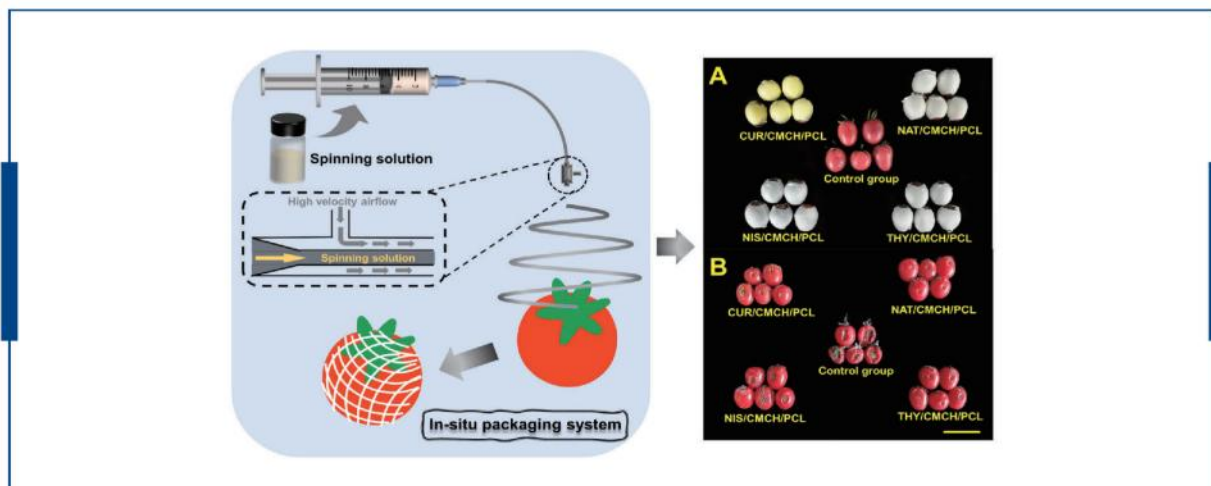 Spinning solution
High velocity airflow
Spinning solution
In-situ packaging system
A
CUR/CMCH/PCL
NAT/CMCH/PCL
Control group
NIS/CMCH/PCL
THY/CMCH/PCL
B
CUR/CMCH/PCL
NAT/CMCH/PCL
Control group
NIS/CMCH/PCL
THY/CMCH/PCL